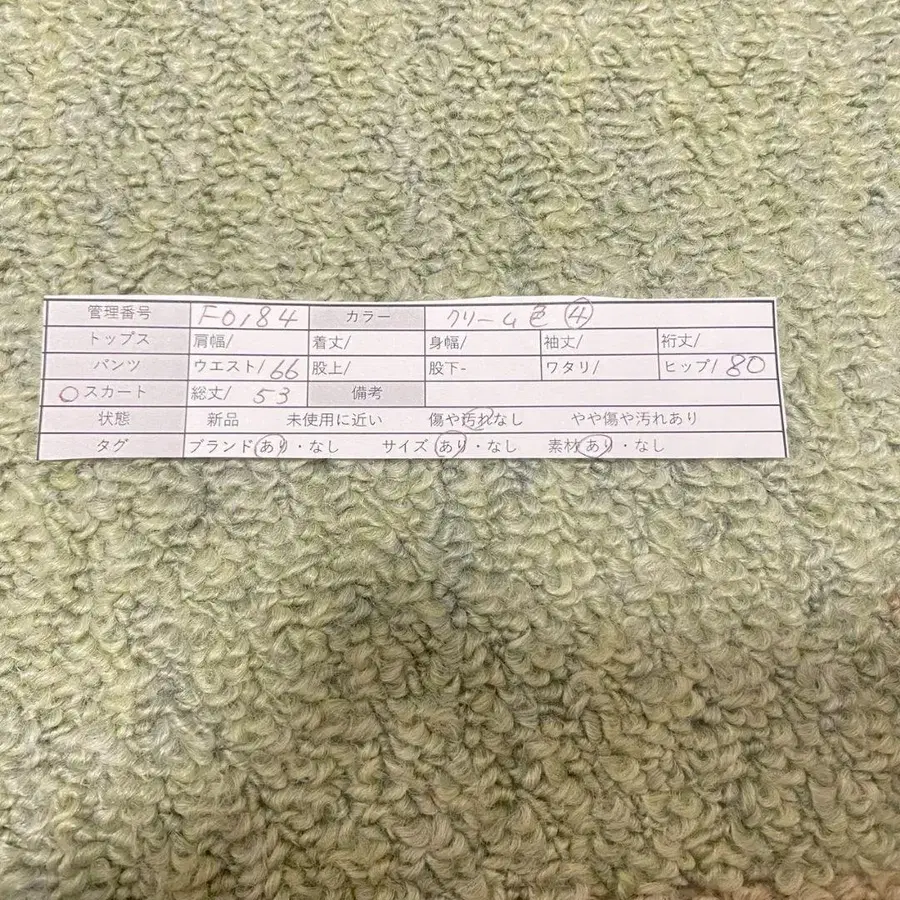 管理番号 F0184 カラー クリーム色 ④
トップス 肩幅/ 着丈/ 身幅/ 袖丈/ 裄丈/
パンツ ウエスト/66 股上/ 股下- ワタリ/ ヒップ/80
○スカート 総丈/ 53 備考
状態 新品 未使用に近い 傷や汚れなし やや傷や汚れあり
タグ ブランドあり・なし サイズあり・なし 素材あり・なし